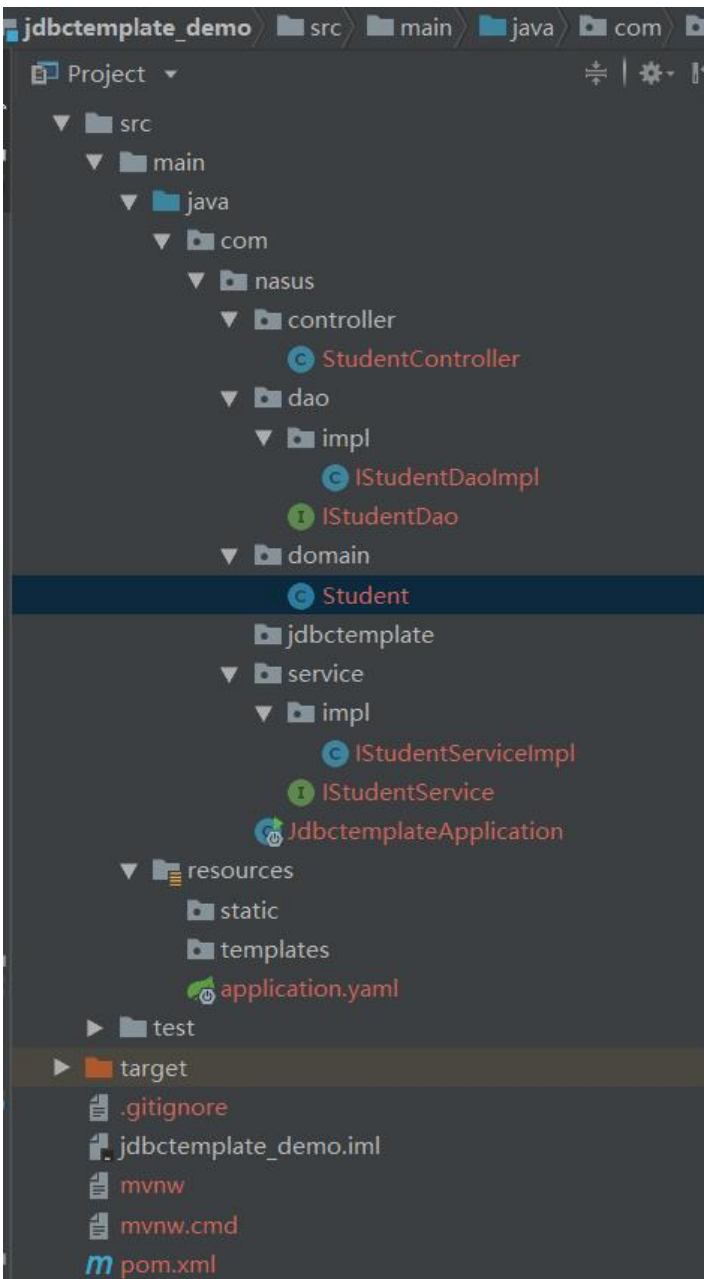 jdbctemplate_demo src main java com
Project
src
main
java
com
nasus
controller
StudentController
dao
impl
IStudentDaoImpl
IStudentDao
domain
Student
jdbctemplate
service
impl
IStudentServiceImpl
IStudentService
JdbctemplateApplication
resources
static
templates
application.yaml
test
target
.gitignore
jdbctemplate_demo.iml
mvnw
mvnw.cmd
pom.xml